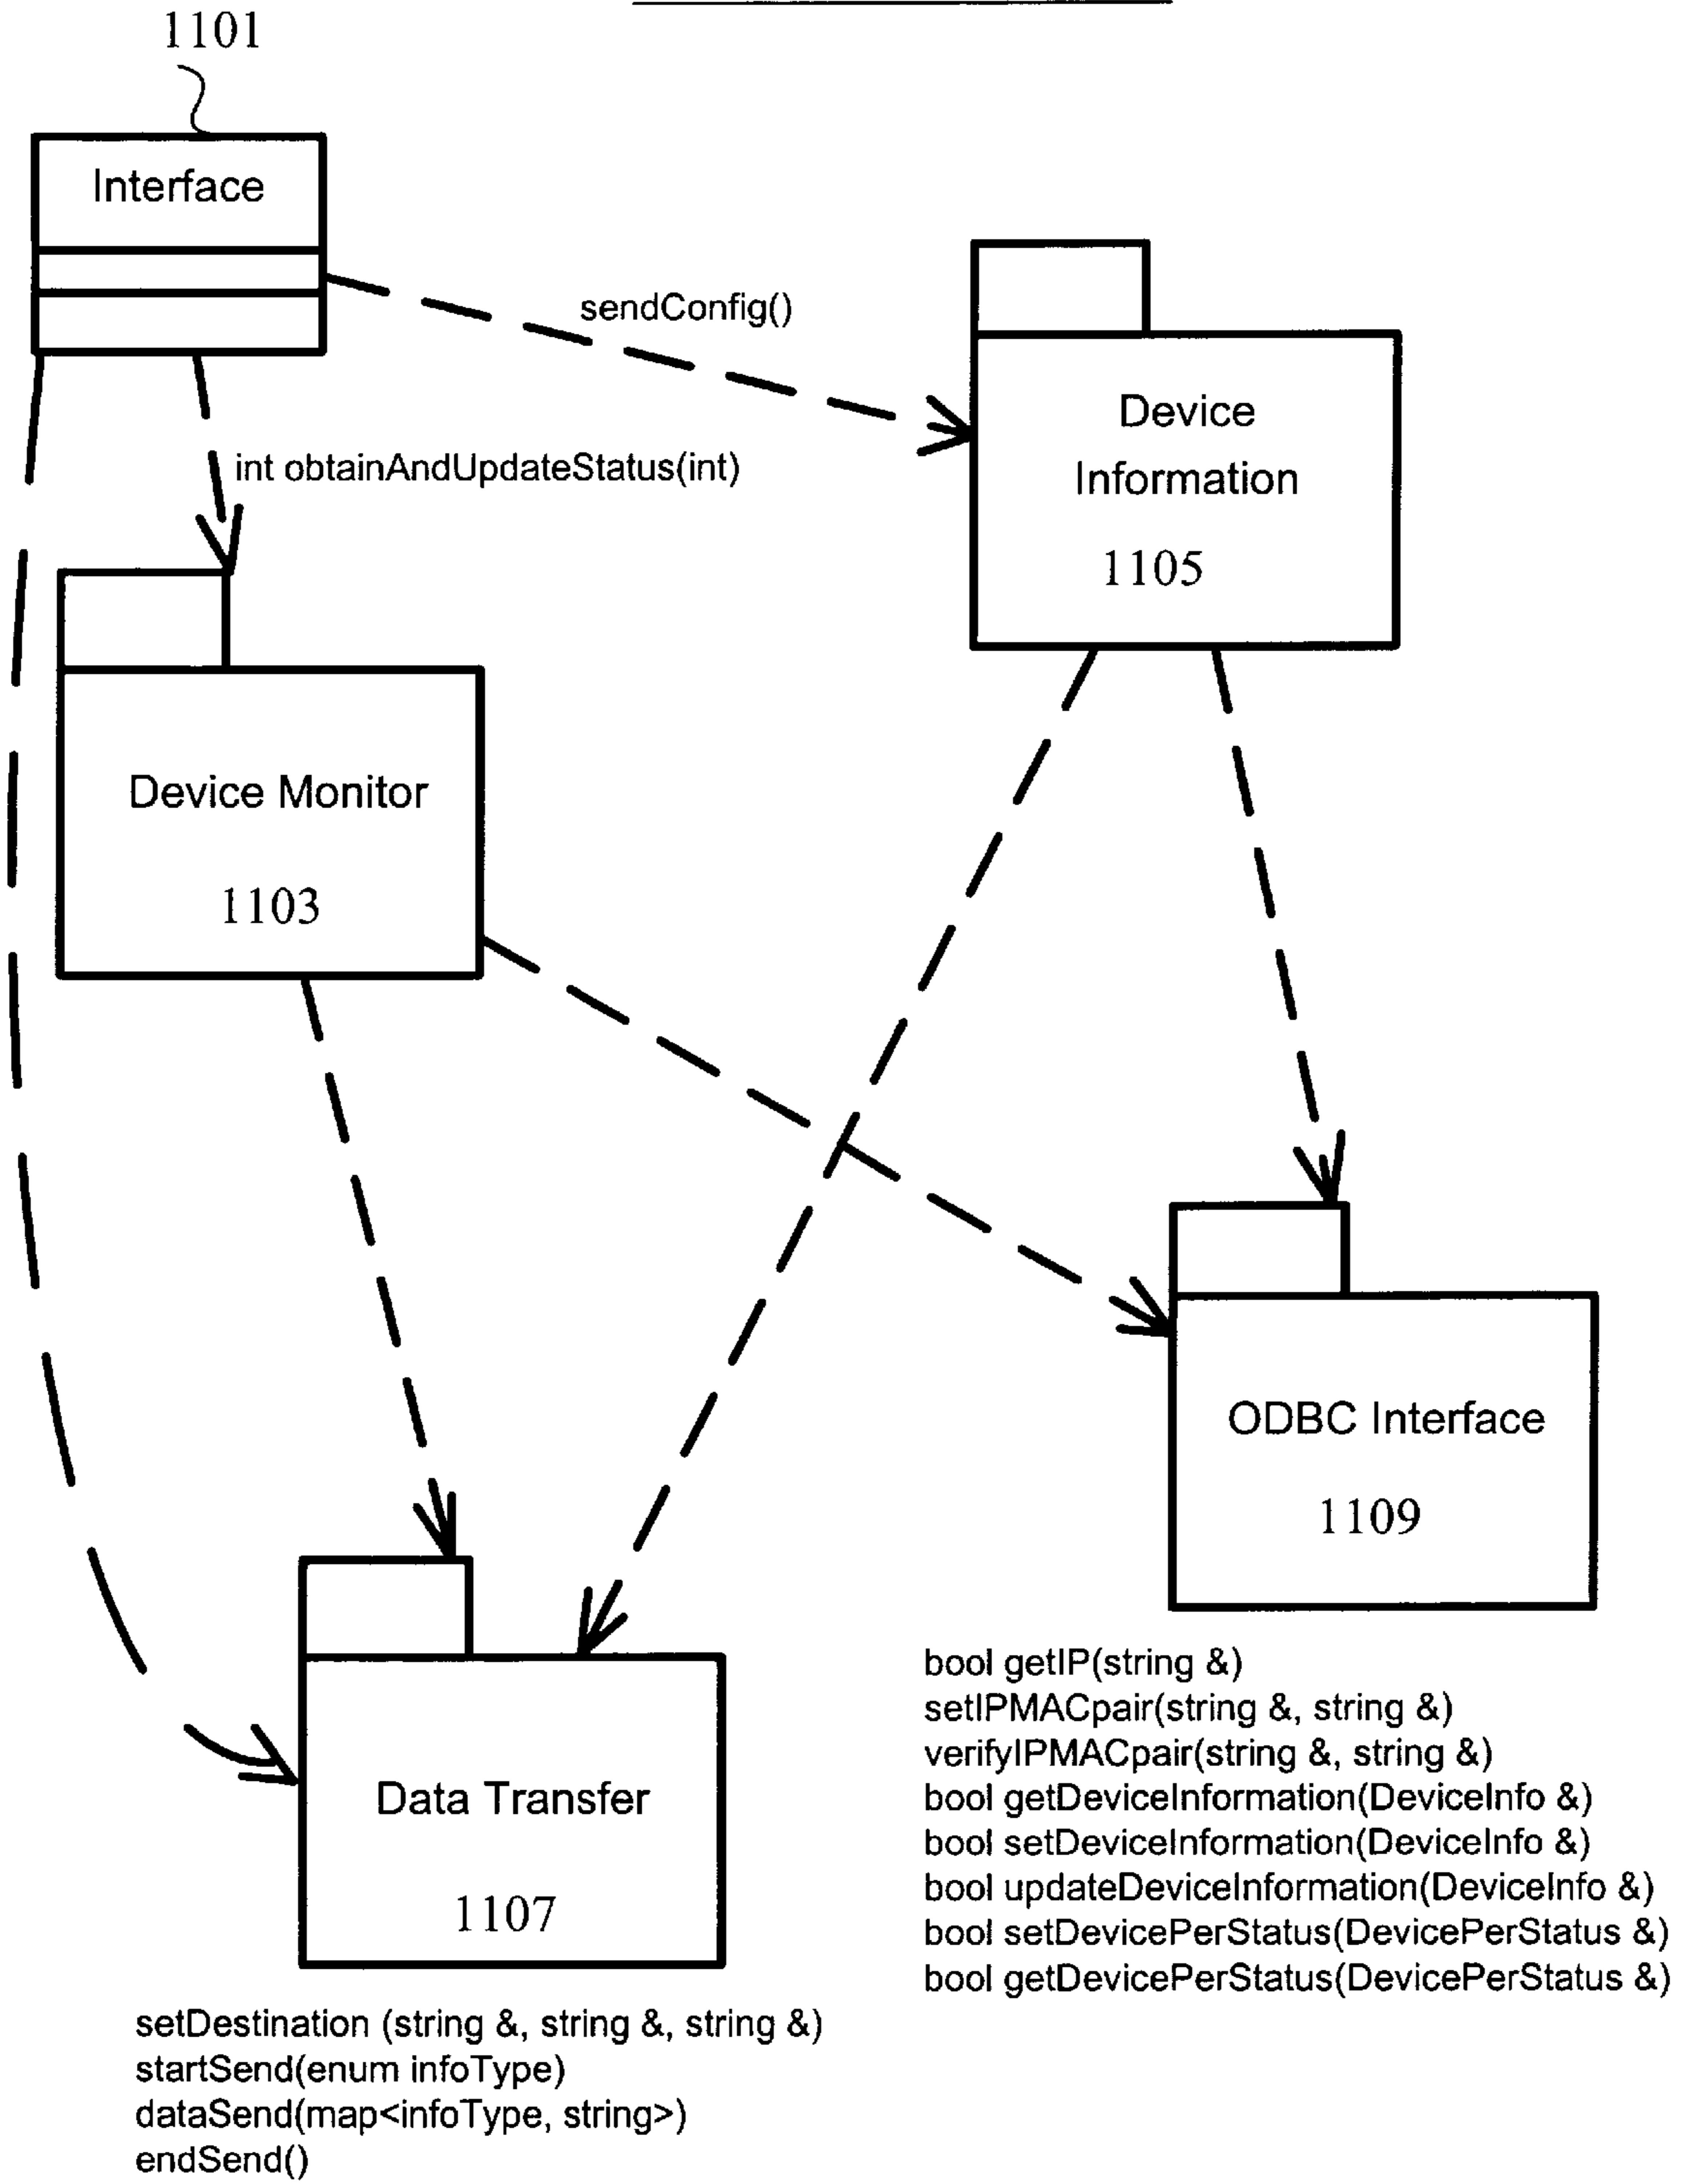 1101
Interface
sendConfig()
int obtainAndUpdateStatus(int)
Device
Information
1105
Device Monitor
1103
ODBC Interface
1109
Data Transfer
1107
bool getIP(string &)
setIPMACpair(string &, string &)
verifyIPMACpair(string &, string &)
bool getDeviceInformation(DeviceInfo &)
bool setDeviceInformation(DeviceInfo &)
bool updateDeviceInformation(DeviceInfo &)
bool setDevicePerStatus(DevicePerStatus &)
bool getDevicePerStatus(DevicePerStatus &)
setDestination (string &, string &, string &)
startSend(enum infoType)
dataSend(map<infoType, string>)
endSend()